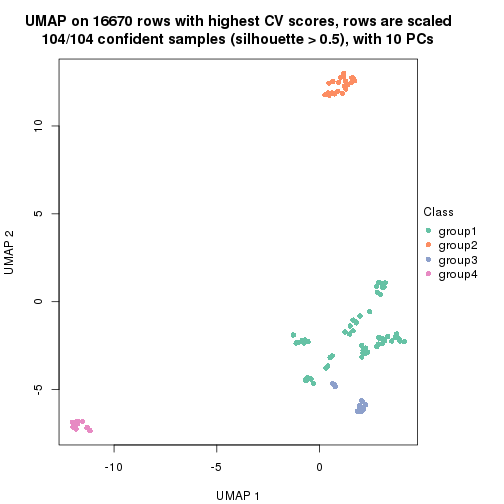 UMAP on 16670 rows with highest CV scores, rows are scaled
104/104 confident samples (silhouette > 0.5), with 10 PCs
10
5
0
-5
UMAP 2
-10
-5
0
UMAP 1
Class
group1
group2
group3
group4